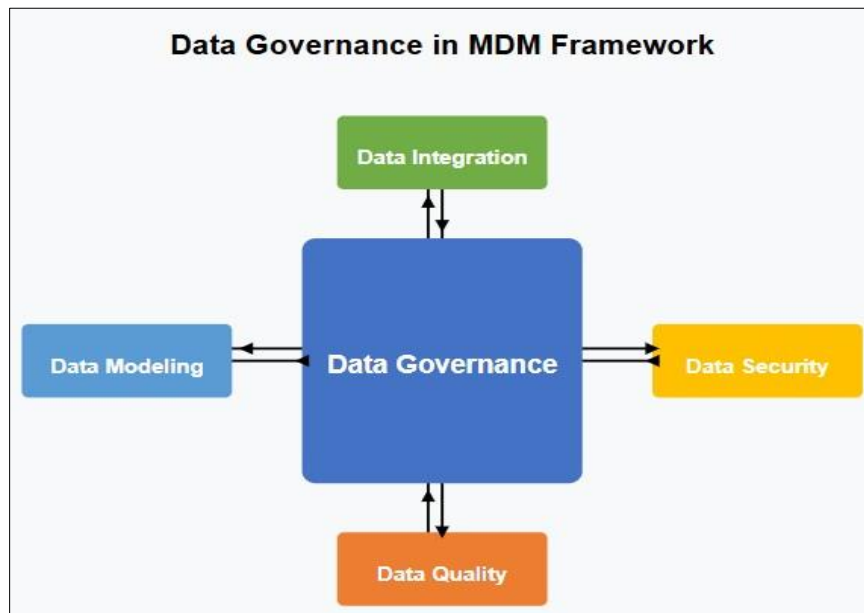 Data Governance in MDM Framework
Data Integration
Data Modeling
Data Governance
Data Security
Data Quality